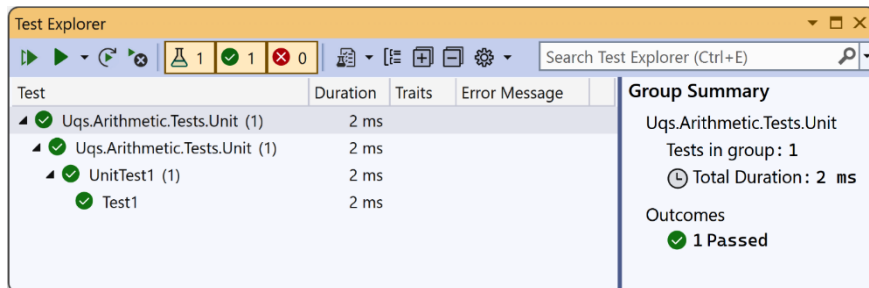 Test Explorer
1 1 0 Search Test Explorer (Ctrl+E)
Test Duration Traits Error Message
Uqs.Arithmetic.Tests.Unit (1) 2 ms
Uqs.Arithmetic.Tests.Unit (1) 2 ms
UnitTest1 (1) 2 ms
Test1 2 ms
Group Summary
Uqs.Arithmetic.Tests.Unit
Tests in group: 1
Total Duration: 2 ms
Outcomes
1 Passed